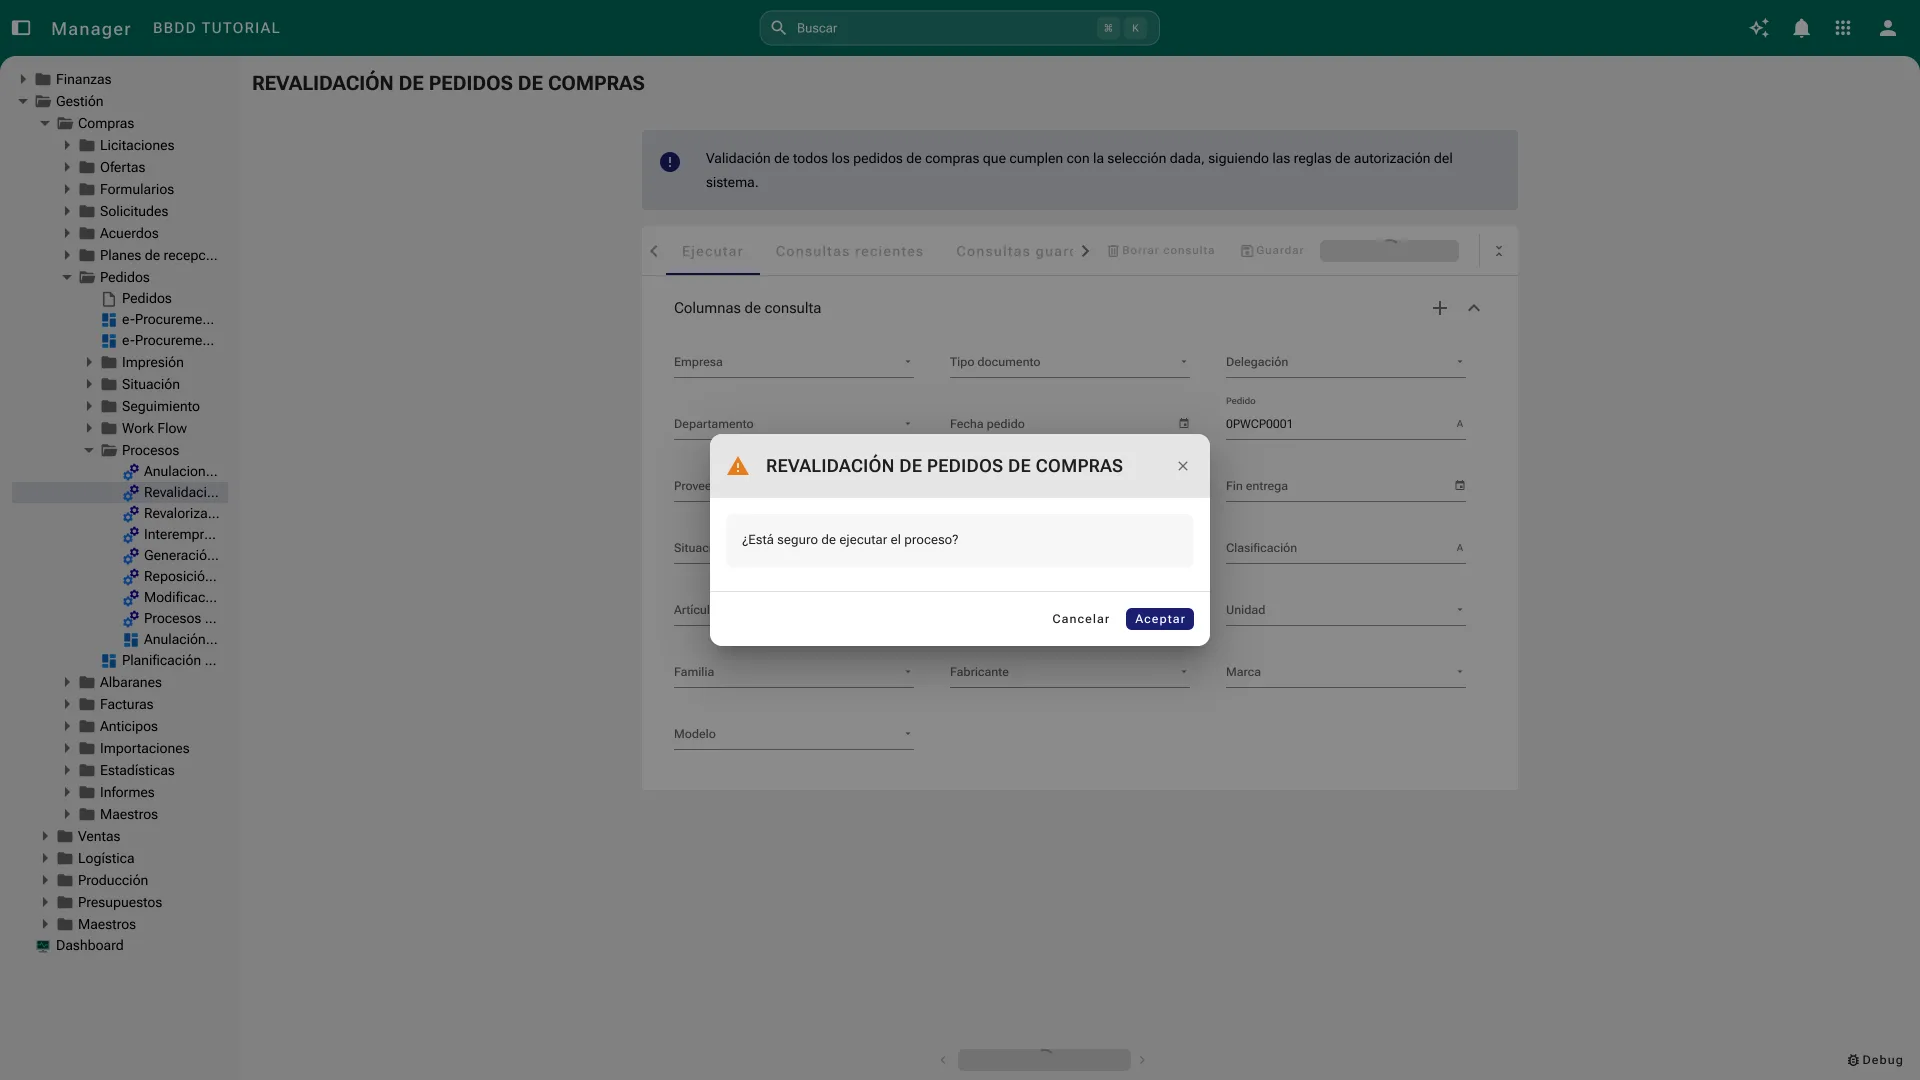 Manager BBDD TUTORIAL
Buscar
⌘ K
Finanzas
Gestión
Compras
Licitaciones
Ofertas
Formularios
Solicitudes
Acuerdos
Planes de recepc...
Pedidos
Pedidos
e-Procureme...
e-Procureme...
Impresión
Situación
Seguimiento
Work Flow
Procesos
Anulacion...
Revalidaci...
Revaloriza...
Interempr...
Generació...
Reposició...
Modificac...
Procesos ...
Anulación...
Planificación ...
Albaranes
Facturas
Anticipos
Importaciones
Estadísticas
Informes
Maestros
Ventas
Logística
Producción
Presupuestos
Maestros
Dashboard
REVALIDACIÓN DE PEDIDOS DE COMPRAS
Validación de todos los pedidos de compras que cumplen con la selección dada, siguiendo las reglas de autorización del
sistema.
Ejecutar Consultas recientes Consultas guar Borrar consulta Guardar
Columnas de consulta
Empresa Tipo documento Delegación
Pedido
Departamento Fecha pedido 0PWCP0001 A
Provee Fin entrega
Situac Clasificación A
Artícul Unidad
Familia Fabricante Marca
Modelo
REVALIDACIÓN DE PEDIDOS DE COMPRAS
¿Está seguro de ejecutar el proceso?
Cancelar Aceptar
Debug